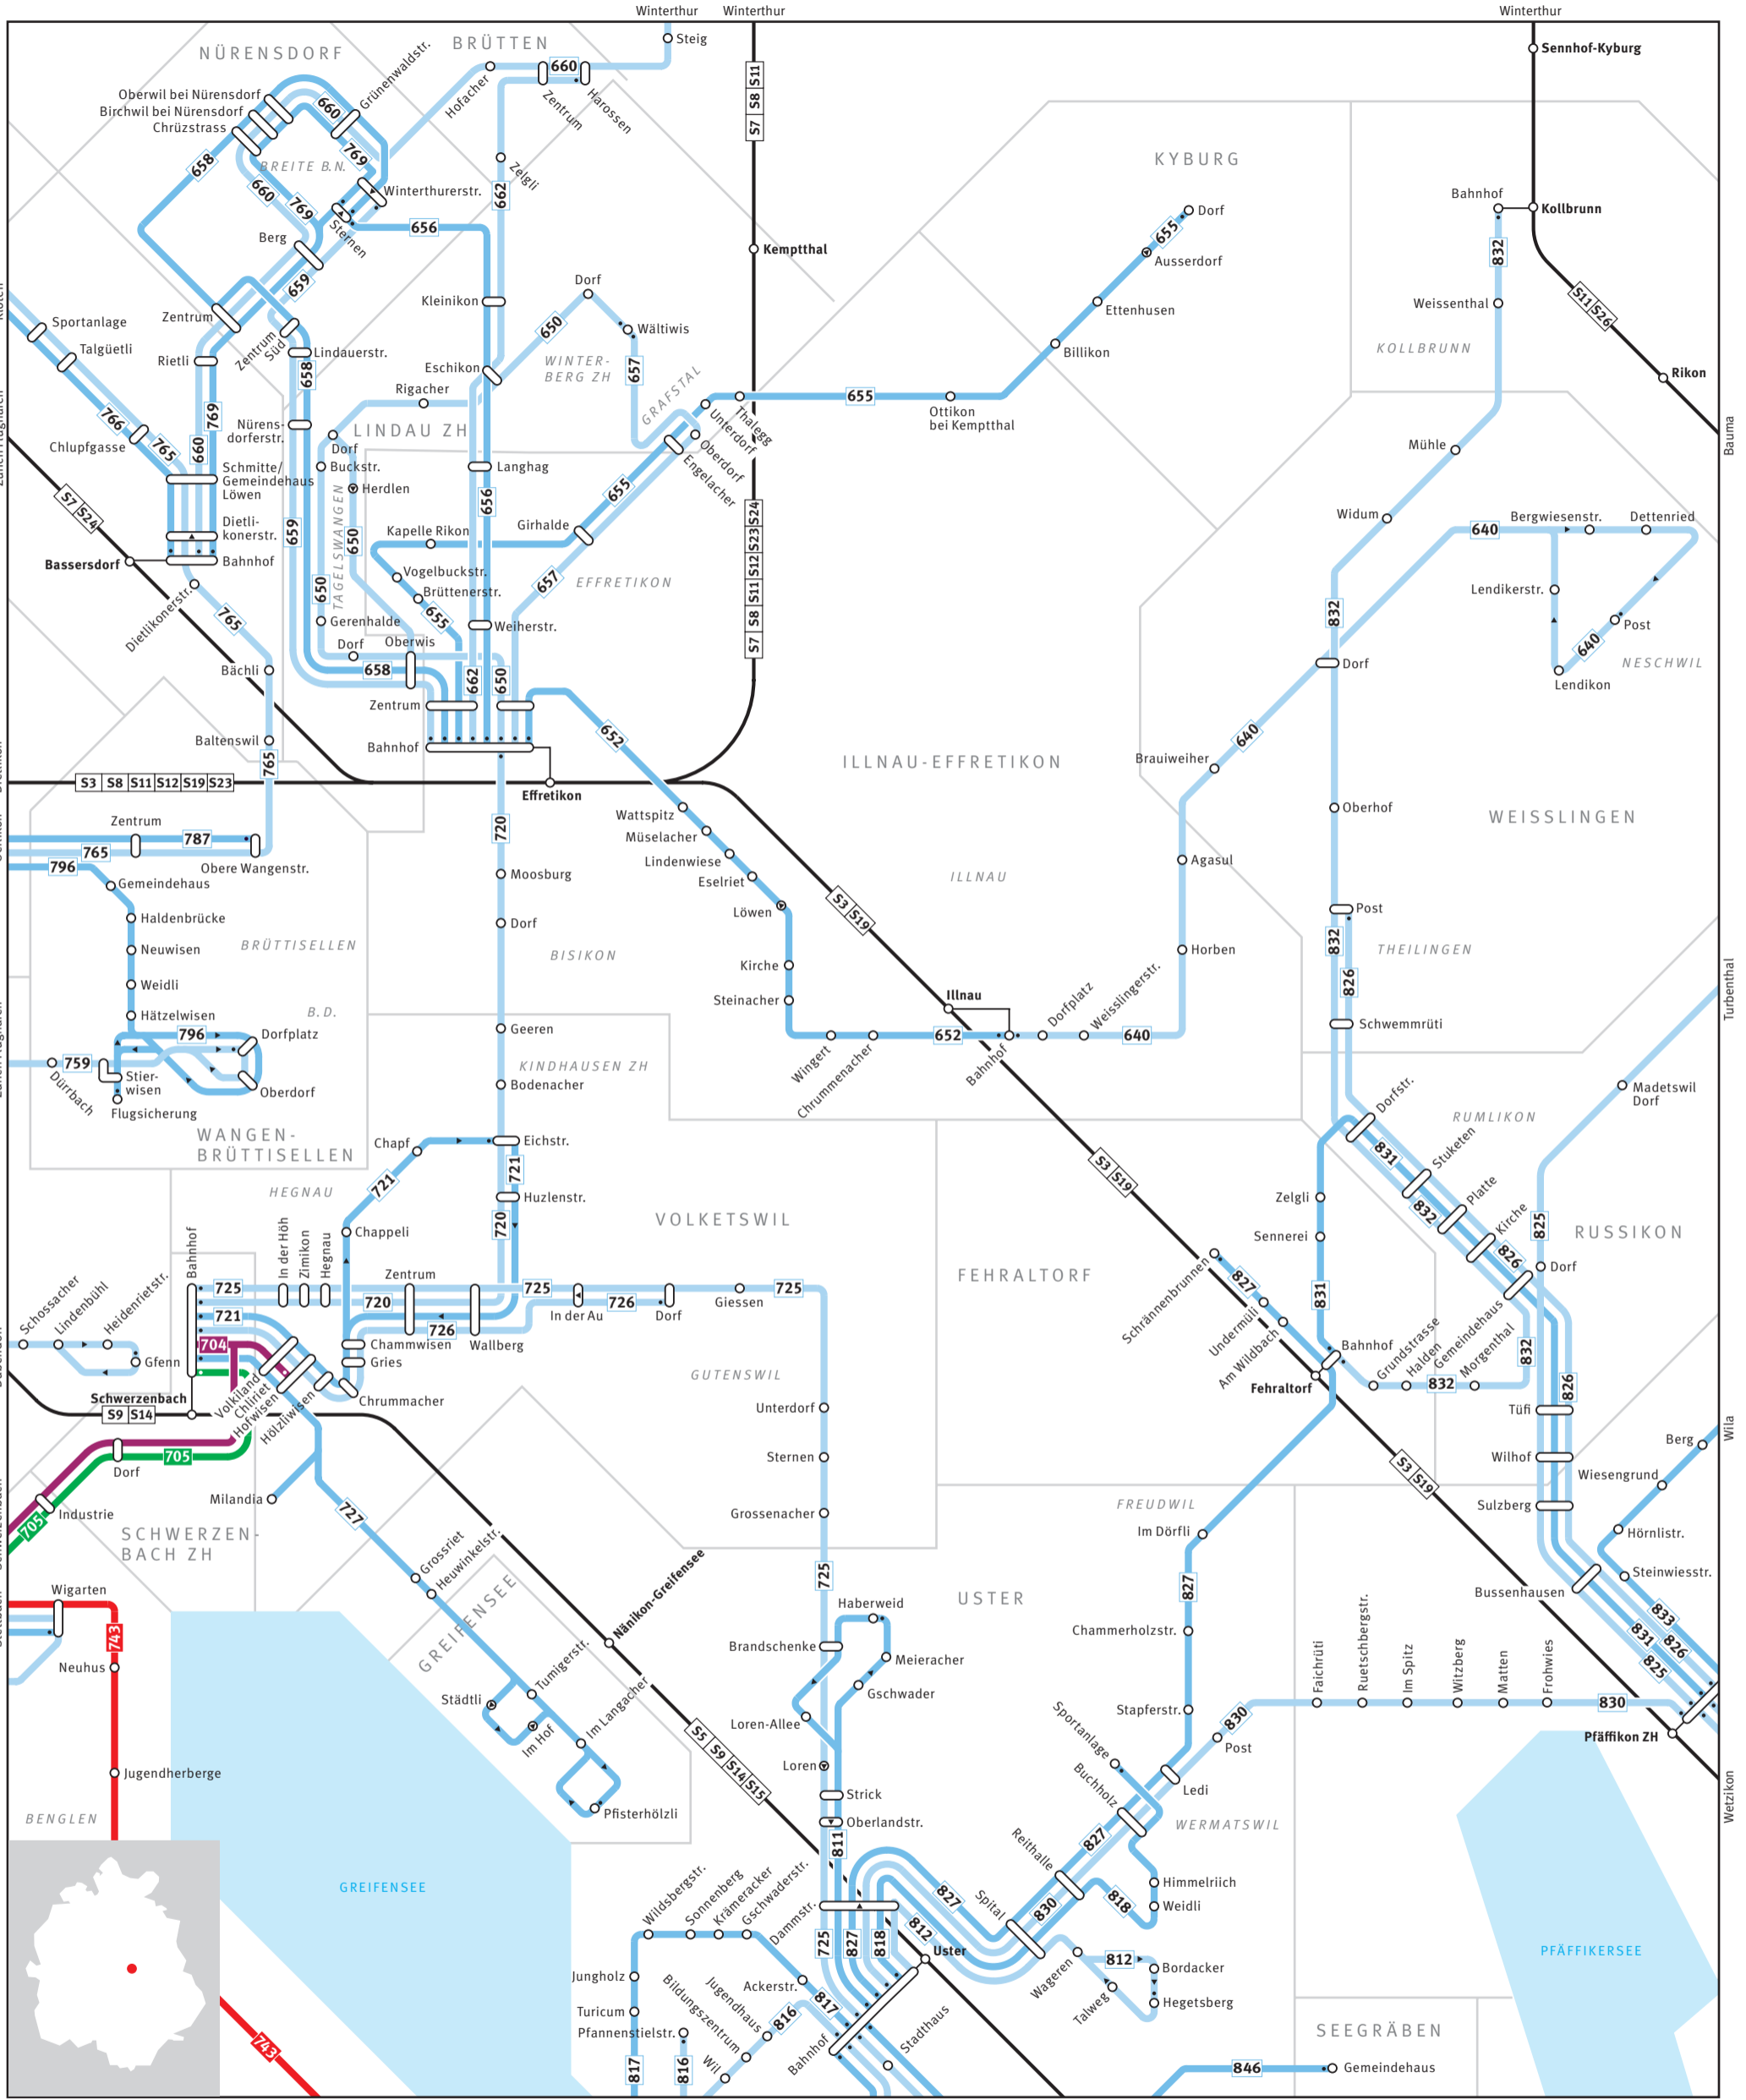 Winterthur
Winterthur
Winterthur
NÜRENSDORF
BRÜTTEN
Steig
Sennhof-Kyburg
Grünenwaldstr.
Hofacher
660
Zentrum
Harossen
S7 S8 S11
Oberwil bei Nürensdorf
Birchwil bei Nürensdorf
Chrüzstrass
660
769
658
BREITE B.N.
660
769
Winterthurerstr.
Sternen
Zelgli
662
KYBURG
Bahnhof
Kollbrunn
Dorf
655
Ausserdorf
656
Berg
659
Kemptthal
832
Weissenthal
S11 S26
Kleinikon
Dorf
Ettenhusen
Zentrum
Zentrum
Süd
Sportanlage
Talgüetli
Rietli
Lindauerstr.
658
650
Wältiwis
657
WINTER-
BERG ZH
Billikon
KOLLBRUNN
Rikon
Eschikon
Rigacher
GRAFSTAL
Thalegg
Unterdorf
Oberdorf
Engelacher
655
Ottikon
bei Kemptthal
766
765
Chlupfgasse
660
769
Nürens-
dorferstr.
LINDAU ZH
Dorf
Mühle
Bauma
Schmitte/
Gemeindehaus
Löwen
Buckstr.
Herdlen
Langhag
656
655
S7 S24
Widum
Bergwiesenstr.
Dettenried
640
Dietli-
konerstr.
Bahnhof
Bassersdorf
659
650
650
TAGELSWANGEN
Kapelle Rikon
Girhalde
S7 S8 S11 S12 S23 S24
Dietlikonerstr.
765
Vogelbuckstr.
Brüttenerstr.
655
657
EFFRETIKON
832
Lendikerstr.
Post
640
NESCHWIL
Lendikon
Gerenhalde
Weiherstr.
Dorf
Oberwis
Bächli
658
662
650
Dorf
Zentrum
Bahnhof
652
Baltenswil
765
640
Brauiweiher
ILLNAU-EFFRETIKON
S3 S8 S11 S12 S19 S23
Effretikon
Wattspitz
Müselacher
Lindenwiese
Eselriet
Löwen
Oberhof
WEISSLINGEN
Zentrum
787
765
Obere Wangenstr.
720
796
Gemeindehaus
Moosburg
Agasul
ILLNAU
S3 S19
Post
Haldenbrücke
Dorf
Neuwisen
BRÜTTISELLEN
BISIKON
Kirche
Horben
832
THEILINGEN
826
Weidli
Steinacher
Illnau
Dorfplatz
Weisslingerstr.
Turbenthal
Hätzelwisen
B.D.
796
Dorfplatz
Geeren
652
640
Schwemmrüti
Wingert
Chrummenacher
Bahnhof
759
Dürrbach
Stier-
wisen
Flugsicherung
Oberdorf
KINDHAUSEN ZH
Bodenacher
Madetswil
Dorf
WANGEN-
BRÜTTISELLEN
Chapf
Eichstr.
Dorfstr.
RUMLIKON
831
Stuketen
721
721
S3 S19
HEGNAU
Huzlenstr.
Zelgli
832
Platte
Kirche
Chappeli
720
VOLKETSWIL
Sennerei
826
825
RUSSIKON
Bahnhof
In der Höh
Zimikon
Hegnau
FEHRALTORF
Schrännenbrunnen
827
Dorf
725
Zentrum
725
725
831
Undermüli
720
In der Au
726
Dorf
Giessen
Am Wildbach
721
726
Wallberg
704
Chammwisen
Gries
Schossacher
Lindenbühl
Heidenrietstr.
Gfenn
Bahnhof
Grundstrasse
Halden
Gemeindehaus
Morgenthal
832
832
826
Fehraltorf
Schwerzenbach
S9 S14
Volkiland
Chliriet
Hofwisen
Hölzliwisen
Chrummacher
GUTENSWIL
Unterdorf
Tüfi
705
Dorf
Sternen
Wilhof
Berg
Wila
Wiesengrund
Milandia
Industrie
705
S3 S19
Sulzberg
727
Grossenacher
FREUDWIL
Im Dörfli
Hörnlistr.
SCHWERZEN-
BACH ZH
Grossriet
Heuwinkelstr.
Nänikon-Greifensee
725
827
Steinwiesstr.
Bussenhausen
Wigarten
743
GREIFENSEE
Haberweid
USTER
833
826
831
825
Neuhus
Brandschenke
Meieracher
Gschwader
Chammerholzstr.
Faichrüti
Ruetschbergstr.
Im Spitz
Witzberg
Matten
Frohwies
Städtli
Tumigerstr.
Im Hof
Im Langacher
Loren-Allee
Stapferstr.
830
830
Pfäffikon ZH
Post
S5 S9 S14 S15
Loren
Sportanlage
Jugendherberge
Buchholz
Ledi
Wetzikon
Strick
Pfisterhölzli
BENGLEN
Oberlandstr.
811
827
WERMATSWIL
Reithalle
Wildsbergstr.
Sonnenberg
Krämeracker
Gschwaderstr.
Dammstr.
827
Spital
830
818
Himmelriich
Weidli
GREIFENSEE
812
725
827
818
Uster
PFÄFFIKERSEE
812
Wageren
Bordacker
Jungholz
Ackerstr.
Talweg
Hegetsberg
Turicum
Jugendhaus
Bildungszentrum
816
817
Stadthaus
Pfannenstielstr.
SEEGRÄBEN
Bahnhof
Wil
743
817
816
846
Gemeindehaus